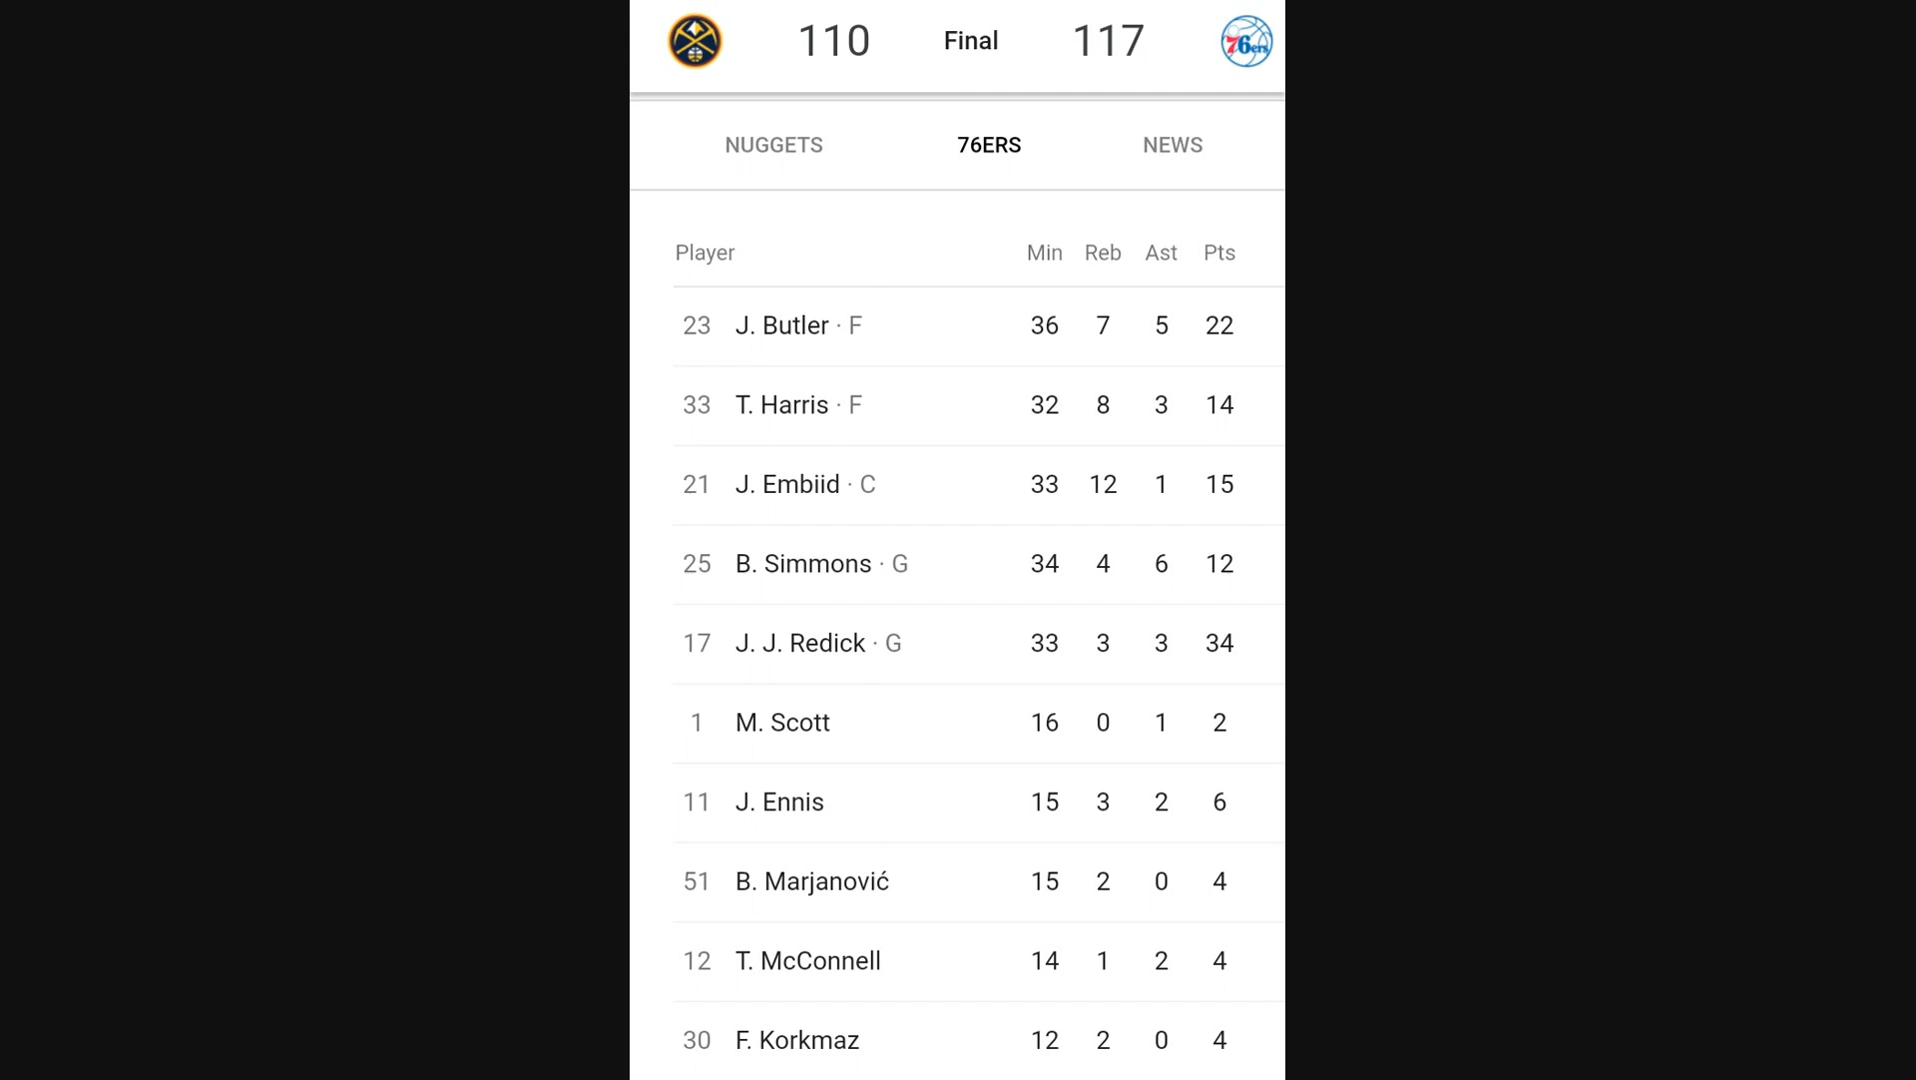 110 Final 117 76ers
NUGGETS 76ERS NEWS
Player Min Reb Ast Pts
23 J. Butler · F 36 7 5 22
33 T. Harris · F 32 8 3 14
21 J. Embiid · C 33 12 1 15
25 B. Simmons · G 34 4 6 12
17 J. J. Redick · G 33 3 3 34
1 M. Scott 16 0 1 2
11 J. Ennis 15 3 2 6
51 B. Marjanović 15 2 0 4
12 T. McConnell 14 1 2 4
30 F. Korkmaz 12 2 0 4